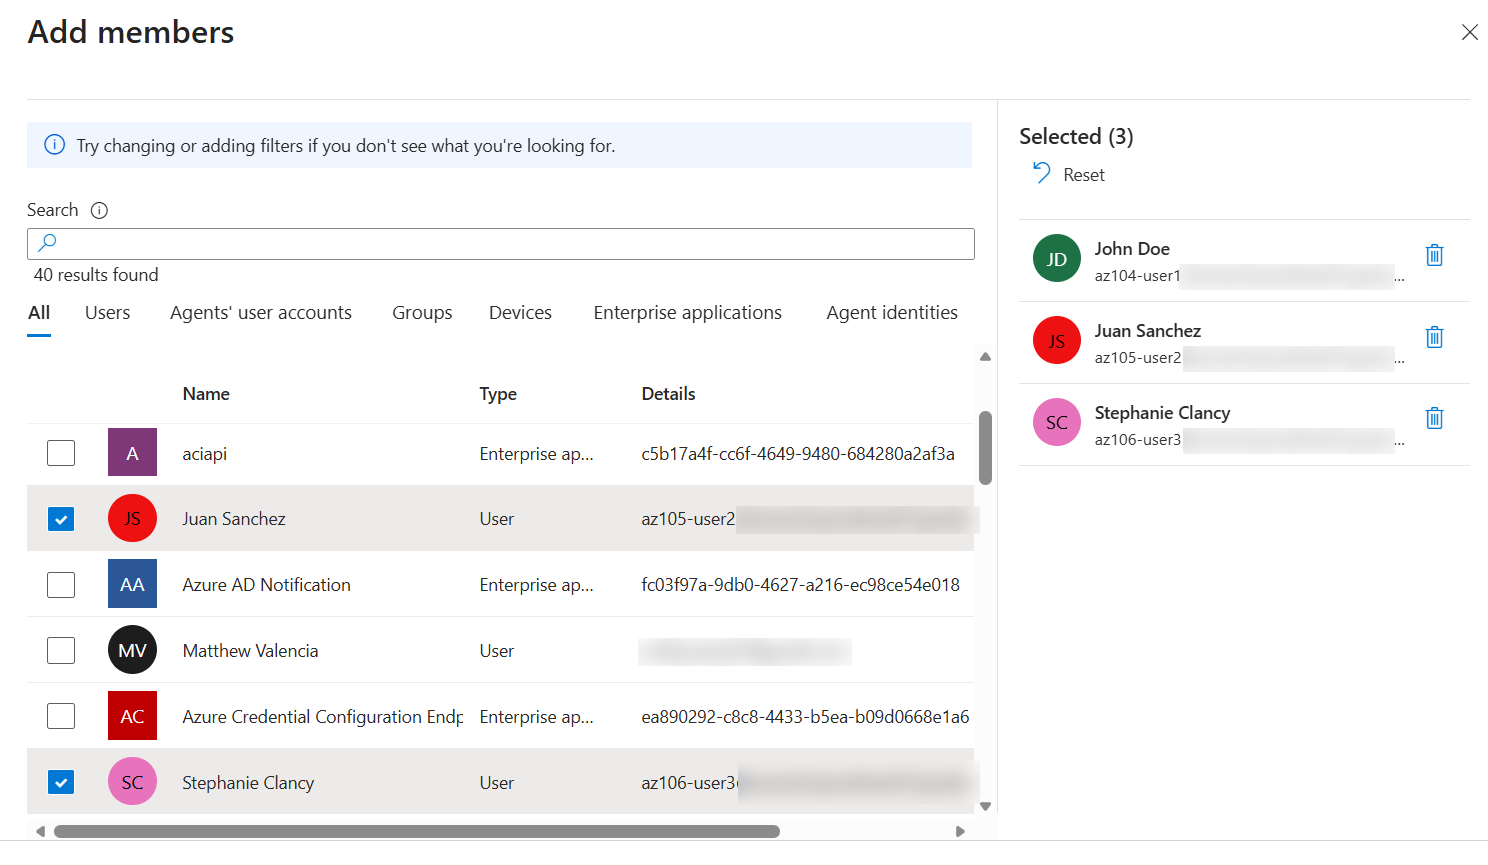 Add members
Try changing or adding filters if you don't see what you're looking for.
Search
40 results found
All Users Agents' user accounts Groups Devices Enterprise applications Agent identities
Name Type Details
A aciapi Enterprise ap... c5b17a4f-cc6f-4649-9480-684280a2af3a
JS Juan Sanchez User az105-user2
AA Azure AD Notification Enterprise ap... fc03f97a-9db0-4627-a216-ec98ce54e018
MV Matthew Valencia User
AC Azure Credential Configuration Endp Enterprise ap... ea890292-c8c8-4433-b5ea-b09d0668e1a6
SC Stephanie Clancy User az106-user3
Selected (3)
Reset
JD John Doe
az104-user1 ...
JS Juan Sanchez
az105-user2 ...
SC Stephanie Clancy
az106-user3 ...